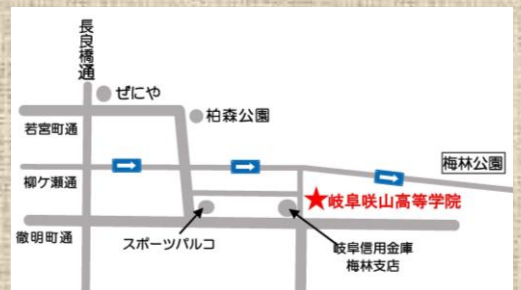 長良橋通
ぜにや
柏森公園
若宮町通
梅林公園
柳ケ瀬通
★岐阜咲山高等学院
徹明町通
スポーツパルコ
岐阜信用金庫
梅林支店